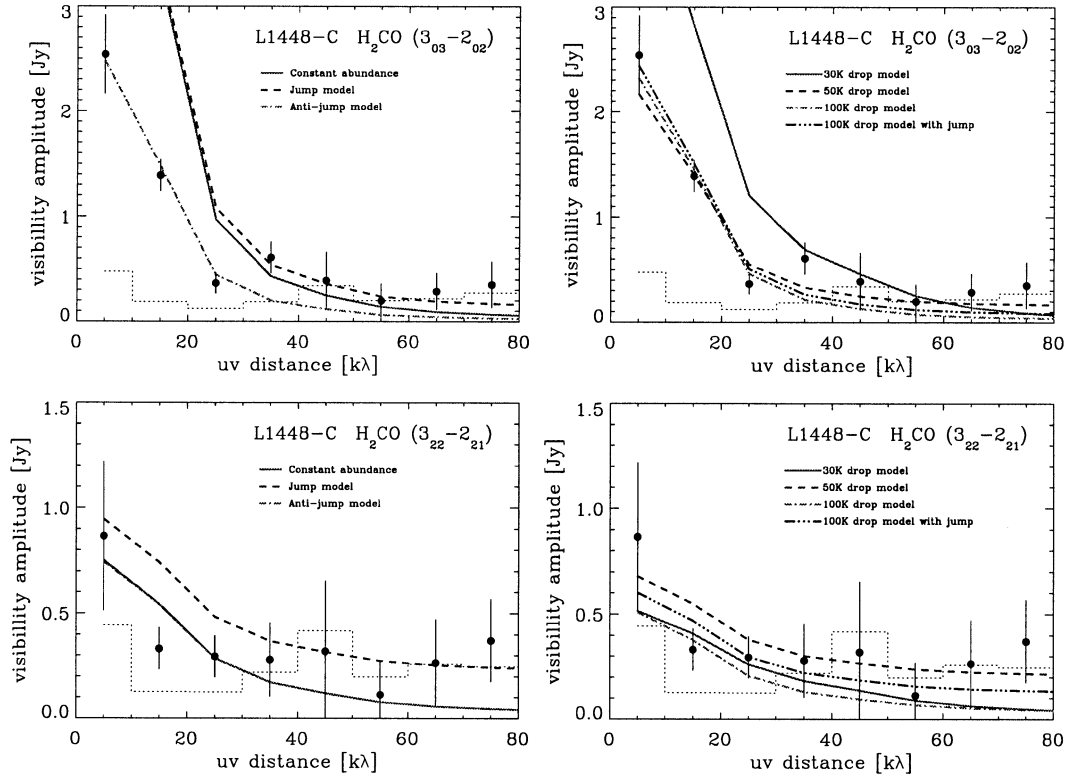 3
2
1
0
visibillity amplitude [Jy]
L1448-C H₂CO (3₀₃-2₀₂)
Constant abundance
Jump model
Anti-jump model
0 20 40 60 80
uv distance [kλ]
3
2
1
0
visibillity amplitude [Jy]
L1448-C H₂CO (3₀₃-2₀₂)
30K drop model
50K drop model
100K drop model
100K drop model with jump
0 20 40 60 80
uv distance [kλ]
1.5
1.0
0.5
0.0
visibillity amplitude [Jy]
L1448-C H₂CO (3₂₂-2₂₁)
Constant abundance
Jump model
Anti-jump model
0 20 40 60 80
uv distance [kλ]
1.5
1.0
0.5
0.0
visibillity amplitude [Jy]
L1448-C H₂CO (3₂₂-2₂₁)
30K drop model
50K drop model
100K drop model
100K drop model with jump
0 20 40 60 80
uv distance [kλ]